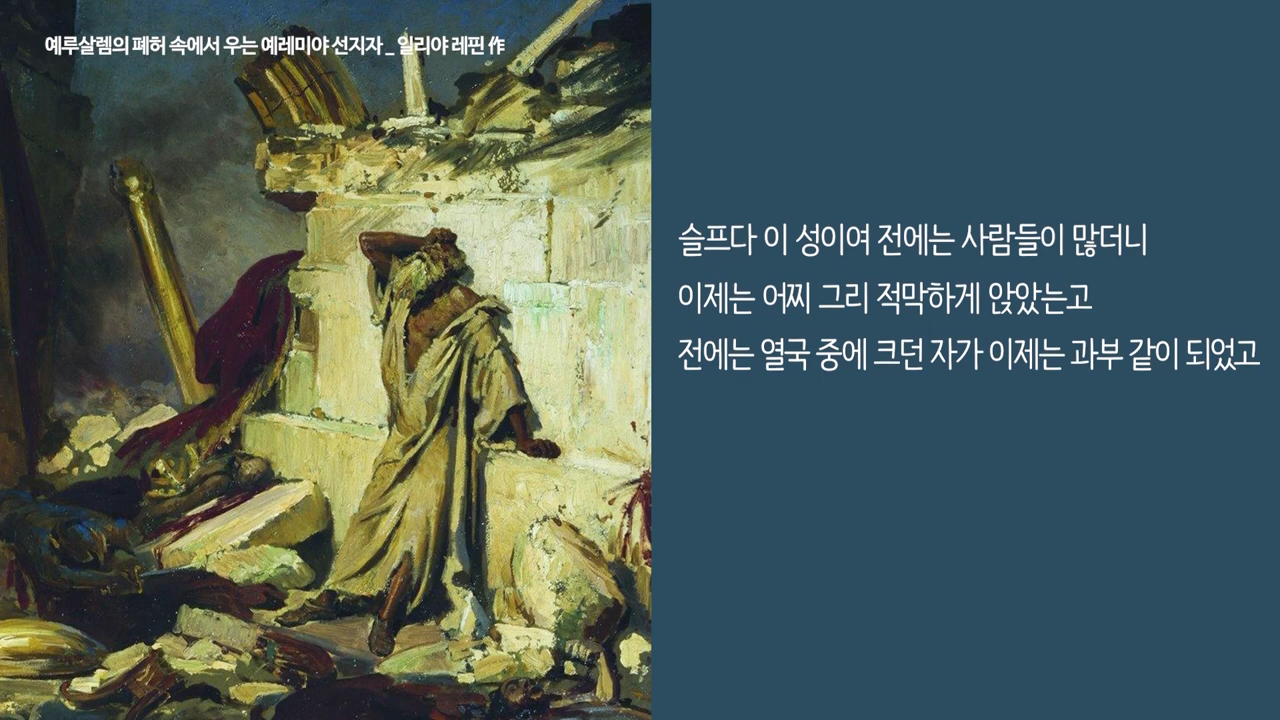 예루살렘의 폐허 속에서 우는 예레미야 선지자 _ 일리야 레핀 作
슬프다 이 성이여 전에는 사람들이 많더니
이제는 어찌 그리 적막하게 앉았는고
전에는 열국 중에 크던 자가 이제는 과부 같이 되었고